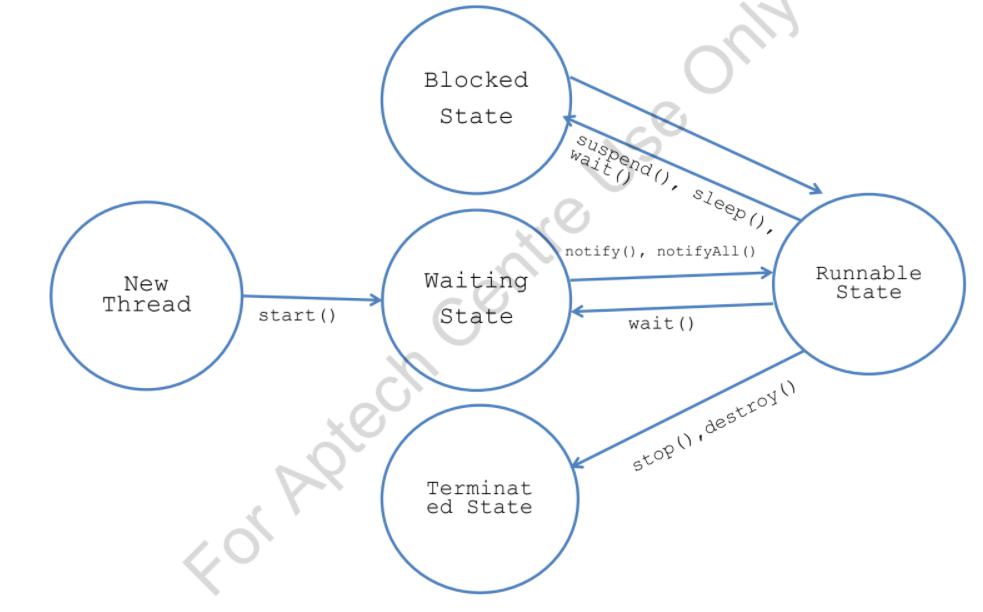 Blocked
State
suspend(), sleep(),
wait()
New
Thread
start()
Waiting
State
notify(), notifyAll()
wait()
Runnable
State
stop(),destroy()
Terminat
ed State
For Aptech Centre Use Only